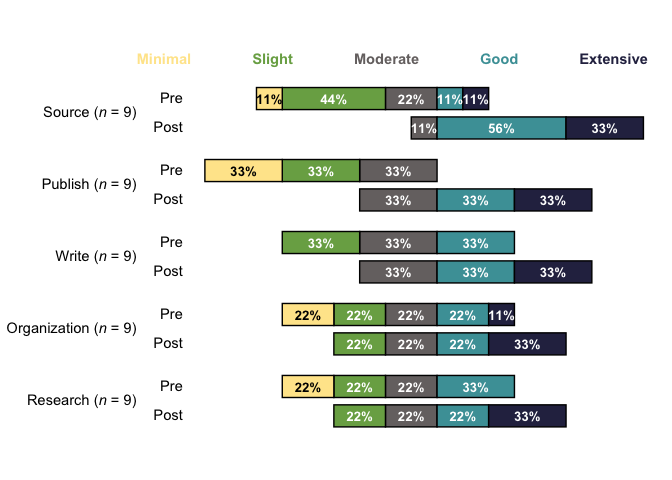 Minimal Slight Moderate Good Extensive
Source (n = 9)
Pre 11% 44% 22% 11% 11%
Post 11% 56% 33%
Publish (n = 9)
Pre 33% 33% 33%
Post 33% 33% 33%
Write (n = 9)
Pre 33% 33% 33%
Post 33% 33% 33%
Organization (n = 9)
Pre 22% 22% 22% 22% 11%
Post 22% 22% 22% 33%
Research (n = 9)
Pre 22% 22% 22% 33%
Post 22% 22% 22% 33%